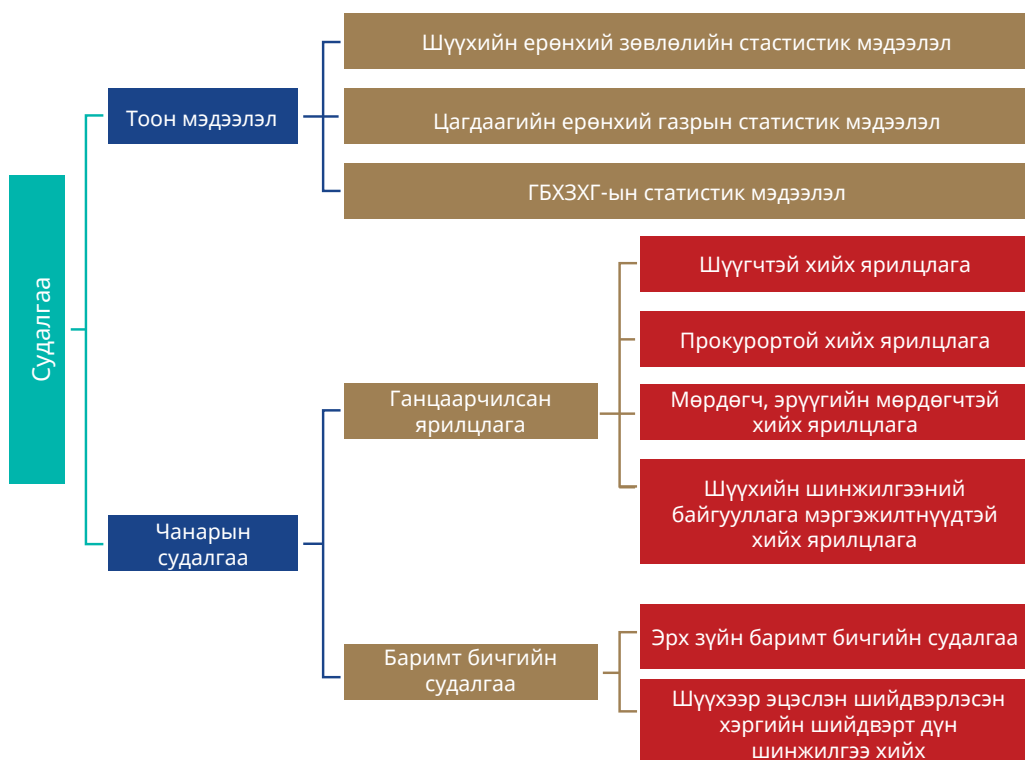 Судалгаа
Тоон мэдээлэл
Шүүхийн ерөнхий зөвлөлийн стастистик мэдээлэл
Цагдаагийн ерөнхий газрын статистик мэдээлэл
ГБХЗХГ-ын статистик мэдээлэл
Чанарын
судалгаа
Ганцаарчилсан
ярилцлага
Шүүгчтэй хийх ярилцлага
Прокурортой хийх ярилцлага
Мөрдөгч, эрүүгийн мөрдөгчтэй
хийх ярилцлага
Шүүхийн шинжилгээний
байгууллага мэргэжилтнүүдтэй
хийх ярилцлага
Баримт бичгийн
судалгаа
Эрх зүйн баримт бичгийн судалгаа
Шүүхээр эцэслэн шийдвэрлэсэн
хэргийн шийдвэрт дүн
шинжилгээ хийх